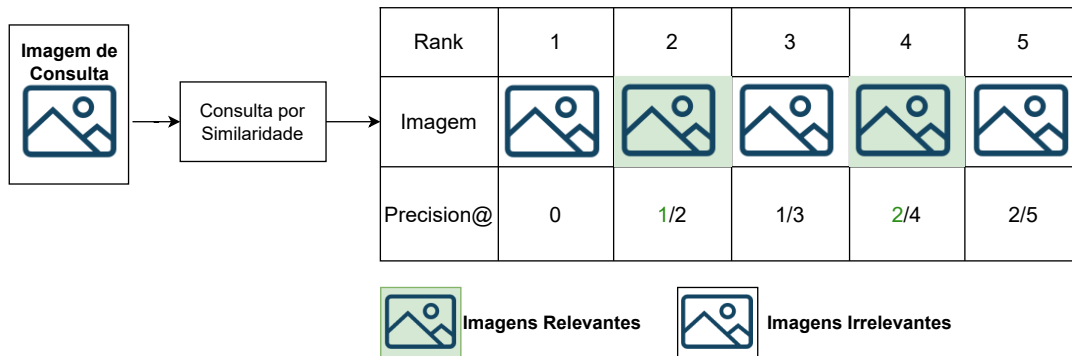 Imagem de
Consulta
Consulta por
Similaridade
Rank 1 2 3 4 5
Imagem
Precision@ 0 1/2 1/3 2/4 2/5
Imagens Relevantes
Imagens Irrelevantes